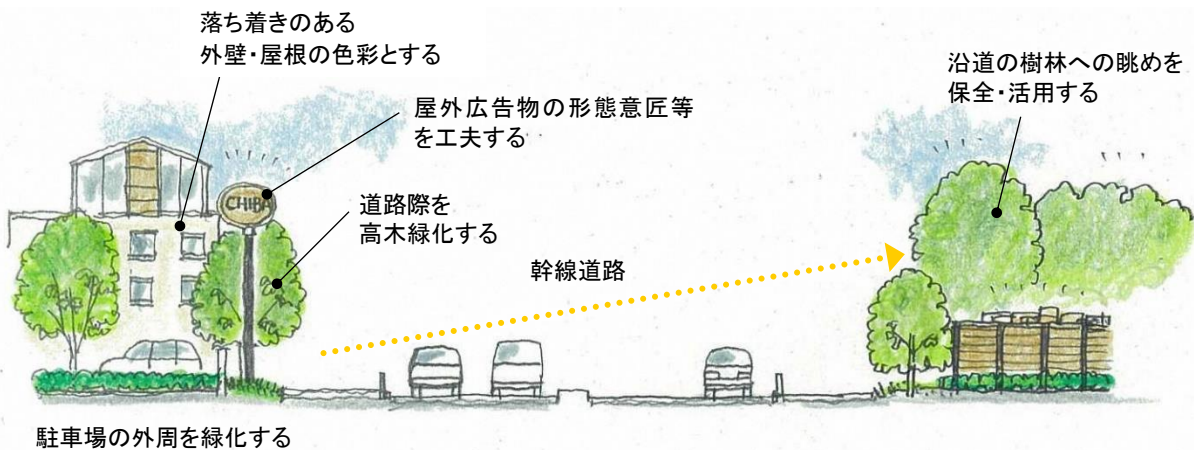 落ち着きのある
外壁・屋根の色彩とする
屋外広告物の形態意匠等
を工夫する
沿道の樹林への眺めを
保全・活用する
CHIBA
道路際を
高木緑化する
幹線道路
駐車場の外周を緑化する